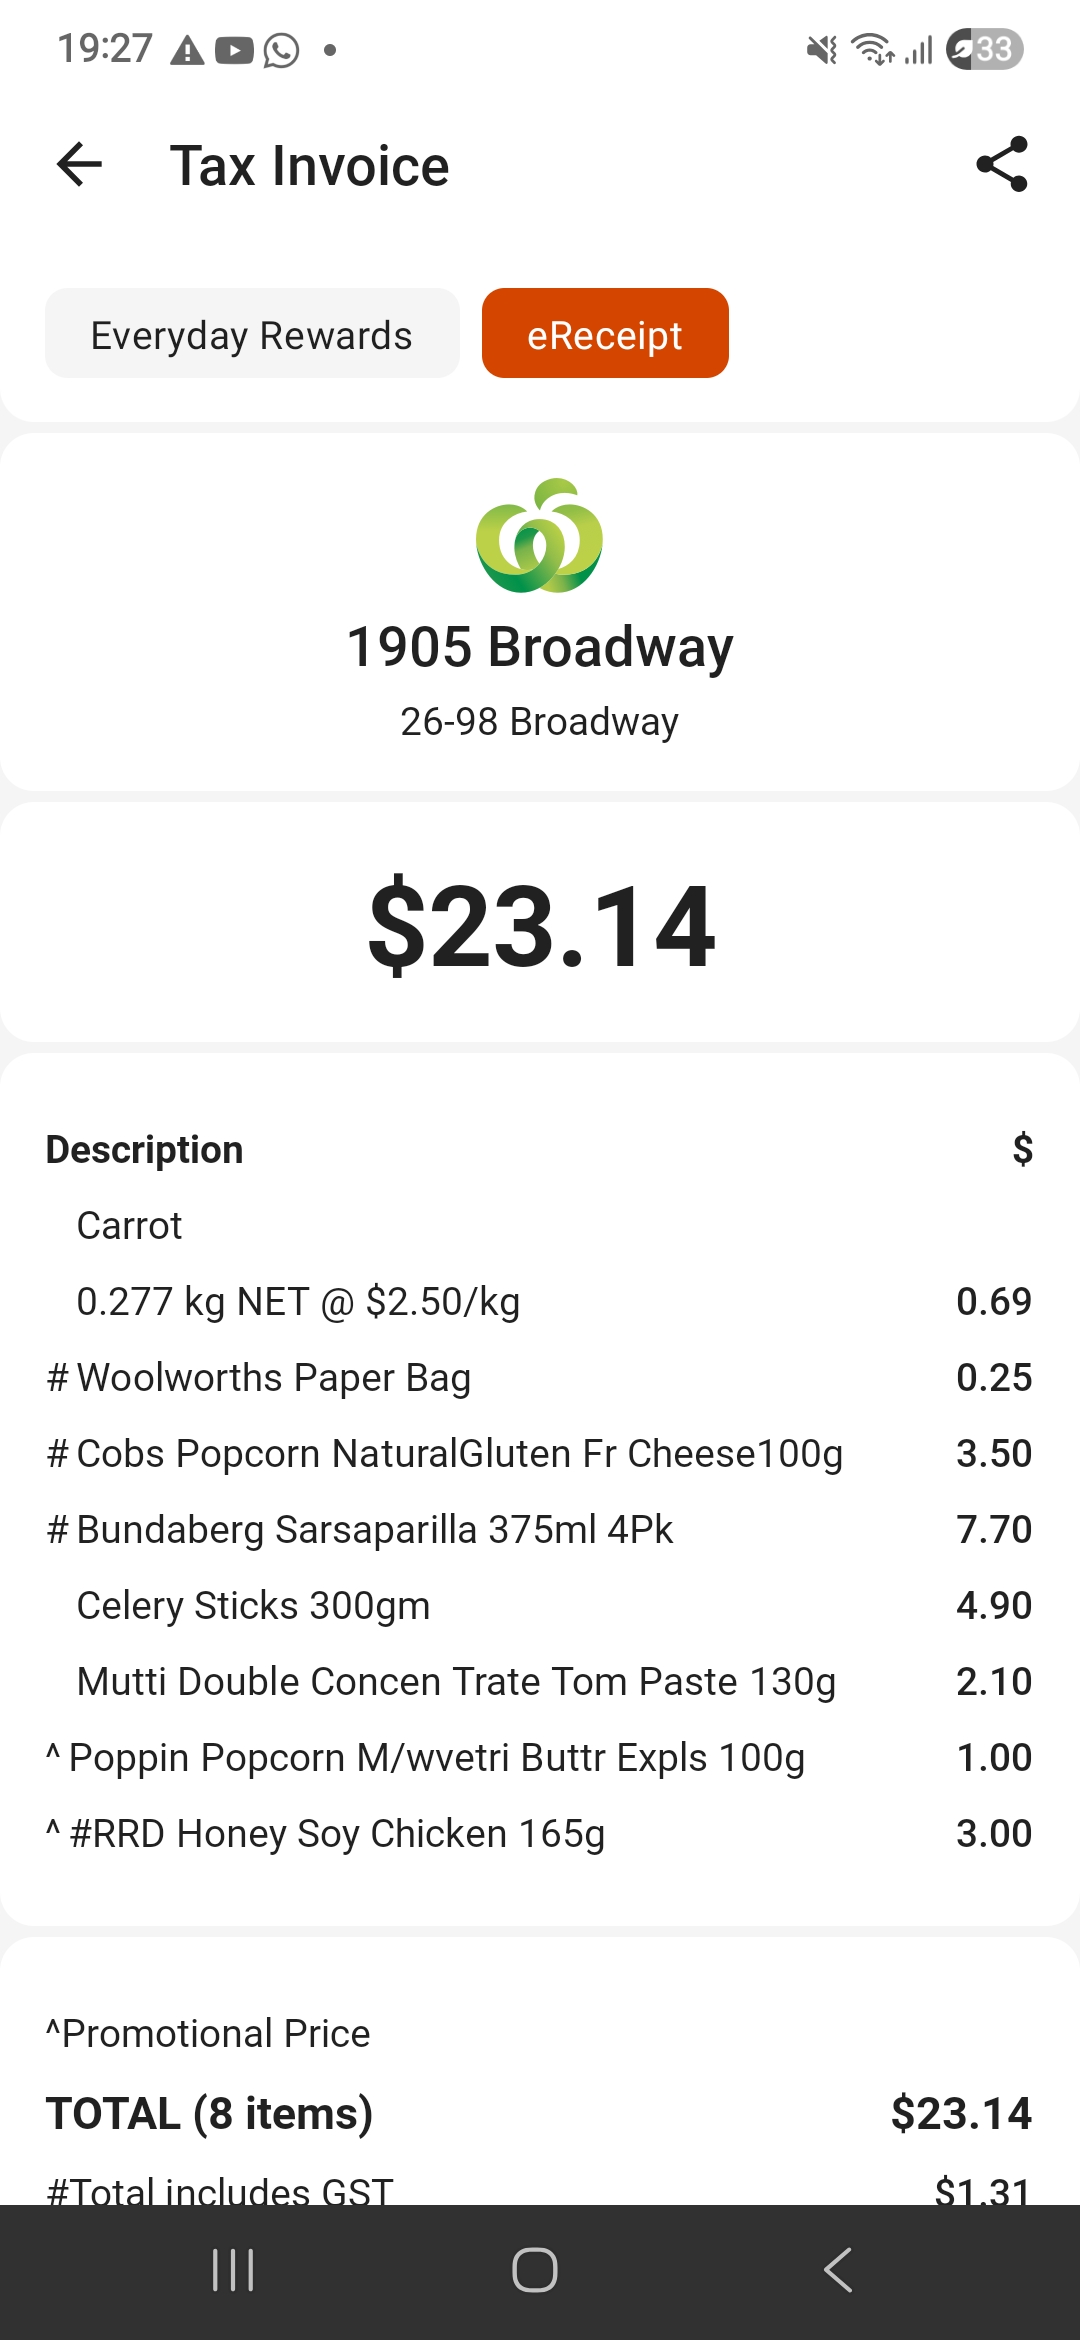 19:27
33
Tax Invoice
Everyday Rewards
eReceipt
1905 Broadway
26-98 Broadway
$23.14
Description $
Carrot
0.277 kg NET @ $2.50/kg 0.69
# Woolworths Paper Bag 0.25
# Cobs Popcorn NaturalGluten Fr Cheese100g 3.50
# Bundaberg Sarsaparilla 375ml 4Pk 7.70
Celery Sticks 300gm 4.90
Mutti Double Concen Trate Tom Paste 130g 2.10
^ Poppin Popcorn M/wvetri Buttr Expls 100g 1.00
^ #RRD Honey Soy Chicken 165g 3.00
^Promotional Price
TOTAL (8 items) $23.14
#Total includes GST $1.31